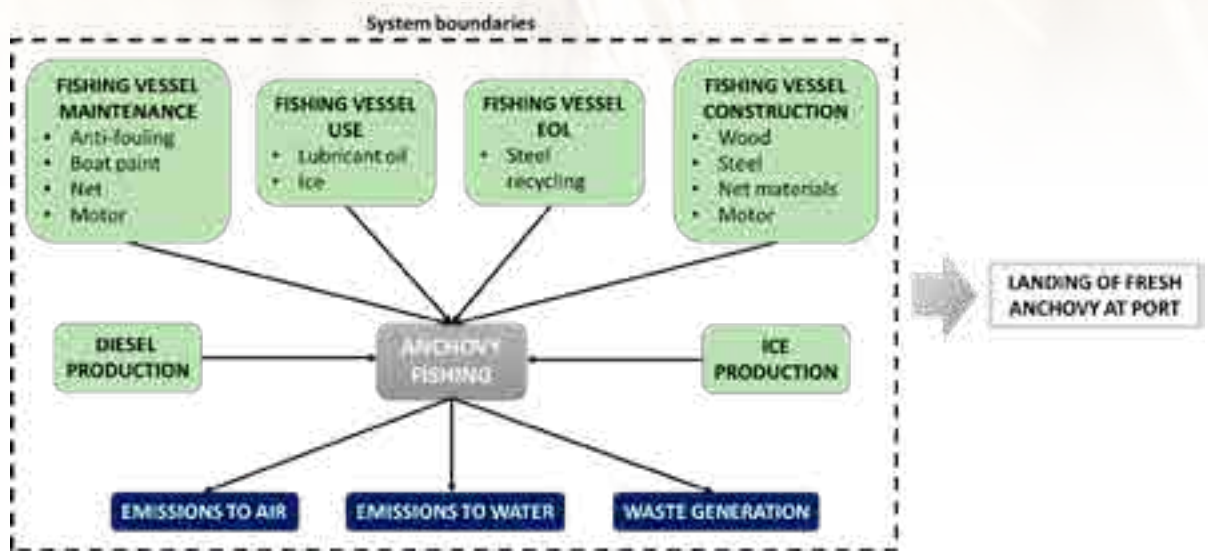 System boundaries
FISHING VESSEL
MAINTENANCE
• Anti-fouling
• Boat paint
• Net
• Motor
FISHING VESSEL
USE
• Lubricant oil
• Ice
FISHING VESSEL
EOL
• Steel
recycling
FISHING VESSEL
CONSTRUCTION
• Wood
• Steel
• Net materials
• Motor
DIESEL
PRODUCTION
ANCHOVY
FISHING
ICE
PRODUCTION
LANDING OF FRESH
ANCHOVY AT PORT
EMISSIONS TO AIR
EMISSIONS TO WATER
WASTE GENERATION